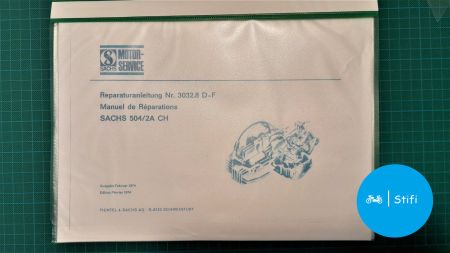 SACHS
MOTOR-
SERVICE
Reparaturanleitung Nr. 3032.8 D-F
Manuel de Réparations
SACHS 504/2A CH
Ausgabe Februar 1974
Edition Février 1974
FICHTEL & SACHS AG · D-8720 SCHWEINFURT
Stifi